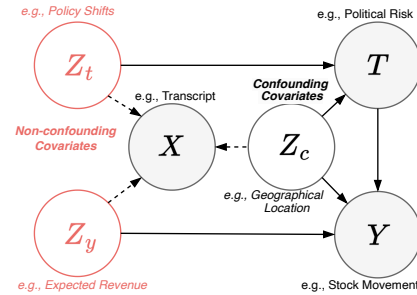 e.g., Policy Shifts
e.g., Political Risk
Z_t
T
e.g., Transcript
Confounding
Covariates
Non-confounding
Covariates
X
Z_c
e.g., Geographical
Location
Z_y
Y
e.g., Expected Revenue
e.g., Stock Movement